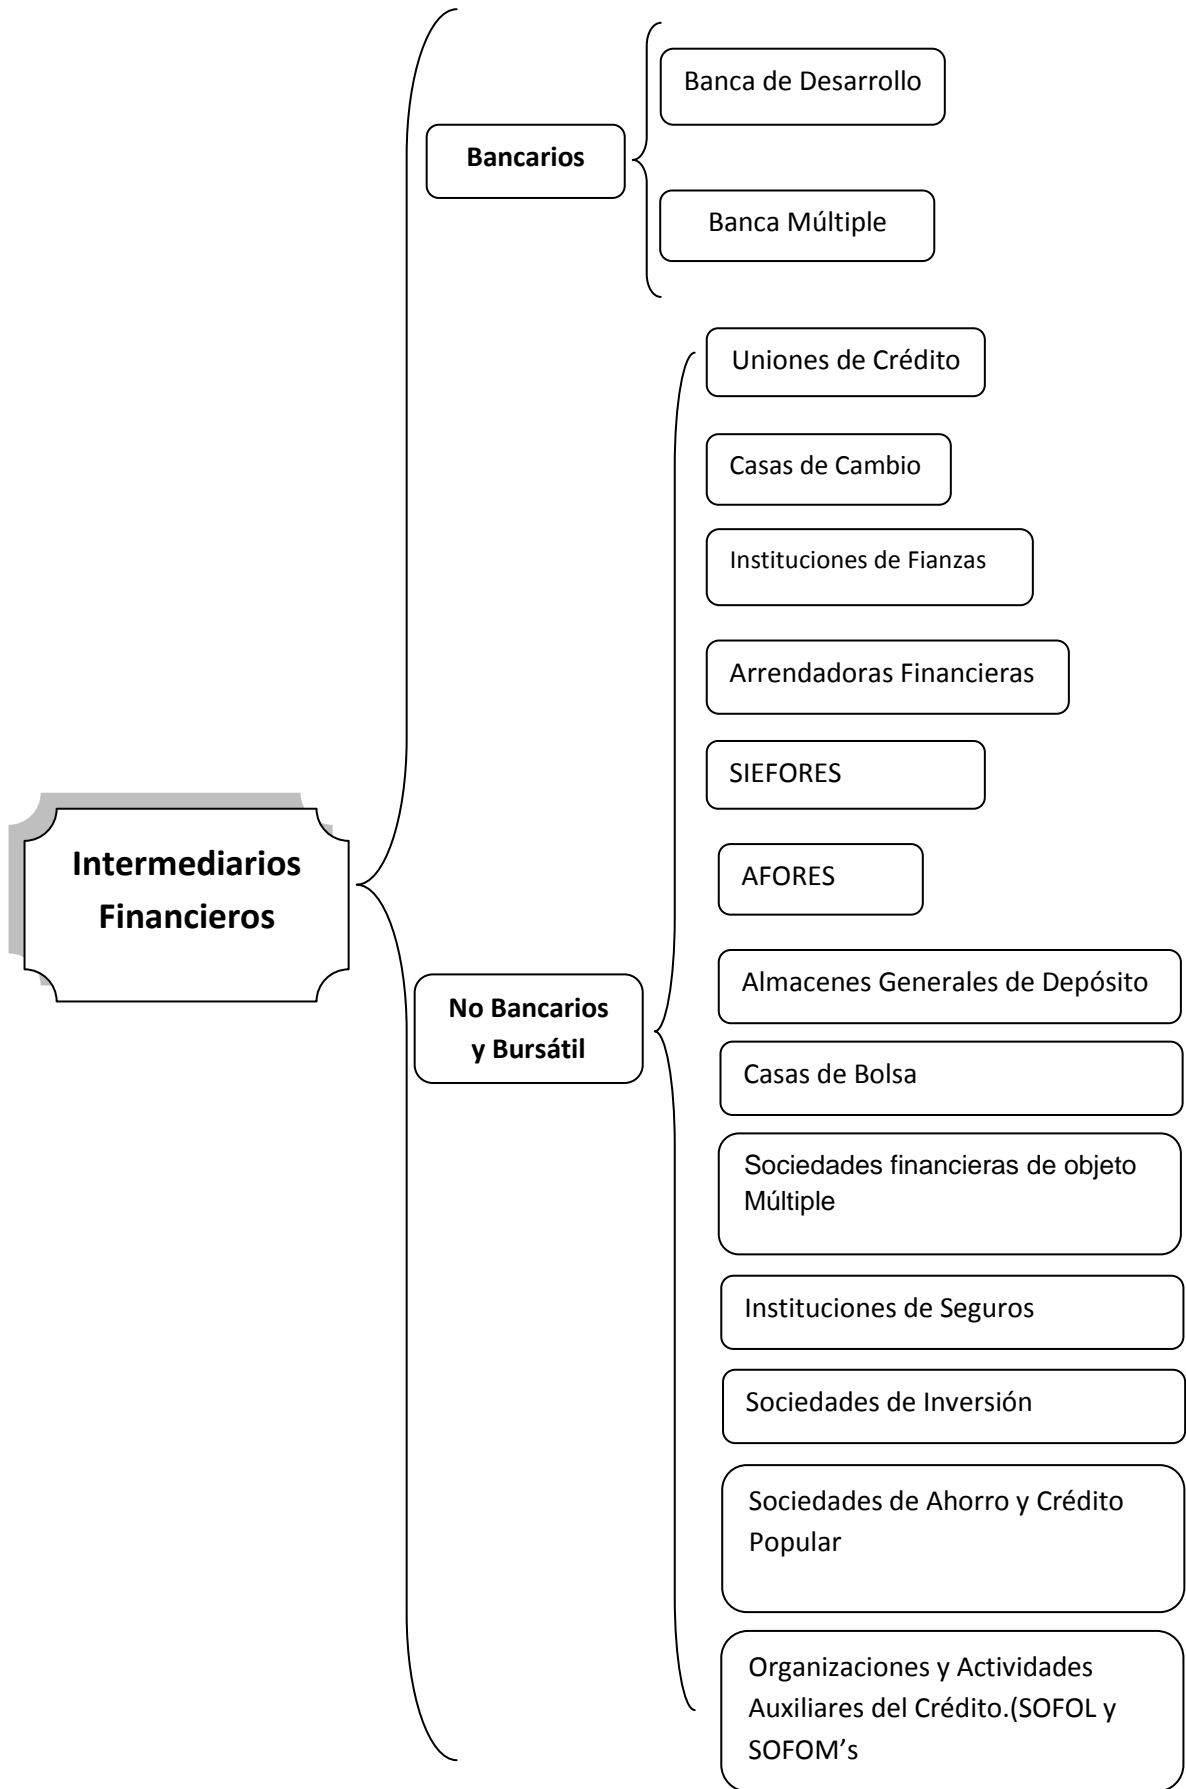 Intermediarios
Financieros
Bancarios
Banca de Desarrollo
Banca Múltiple
No Bancarios
y Bursátil
Uniones de Crédito
Casas de Cambio
Instituciones de Fianzas
Arrendadoras Financieras
SIEFORES
AFORES
Almacenes Generales de Depósito
Casas de Bolsa
Sociedades financieras de objeto
Múltiple
Instituciones de Seguros
Sociedades de Inversión
Sociedades de Ahorro y Crédito
Popular
Organizaciones y Actividades
Auxiliares del Crédito.(SOFOL y
SOFOM’s